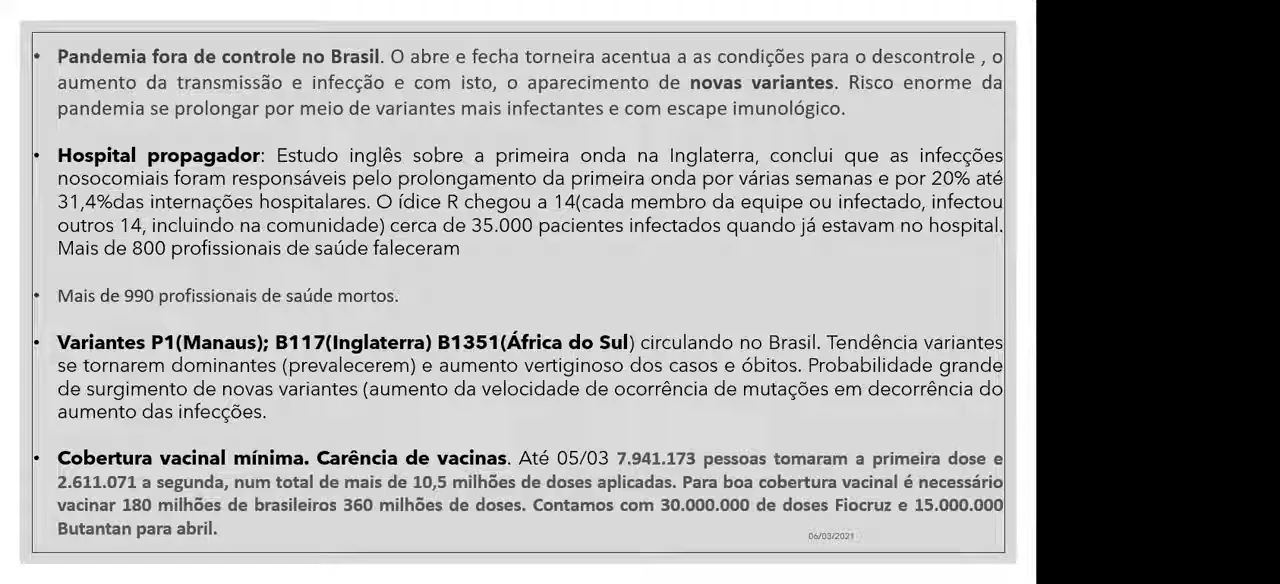 • Pandemia fora de controle no Brasil. O abre e fecha torneira acentua a as condições para o descontrole , o
aumento da transmissão e infecção e com isto, o aparecimento de novas variantes. Risco enorme da
pandemia se prolongar por meio de variantes mais infectantes e com escape imunológico.
• Hospital propagador: Estudo inglês sobre a primeira onda na Inglaterra, conclui que as infecções
nosocomiais foram responsáveis pelo prolongamento da primeira onda por várias semanas e por 20% até
31,4%das internações hospitalares. O ídice R chegou a 14(cada membro da equipe ou infectado, infectou
outros 14, incluindo na comunidade) cerca de 35.000 pacientes infectados quando já estavam no hospital.
Mais de 800 profissionais de saúde faleceram
• Mais de 990 profissionais de saúde mortos.
• Variantes P1(Manaus); B117(Inglaterra) B1351(África do Sul) circulando no Brasil. Tendência variantes
se tornarem dominantes (prevalecerem) e aumento vertiginoso dos casos e óbitos. Probabilidade grande
de surgimento de novas variantes (aumento da velocidade de ocorrência de mutações em decorrência do
aumento das infecções.
• Cobertura vacinal mínima. Carência de vacinas. Até 05/03 7.941.173 pessoas tomaram a primeira dose e
2.611.071 a segunda, num total de mais de 10,5 milhões de doses aplicadas. Para boa cobertura vacinal é necessário
vacinar 180 milhões de brasileiros 360 milhões de doses. Contamos com 30.000.000 de doses Fiocruz e 15.000.000
Butantan para abril.
06/03/2021